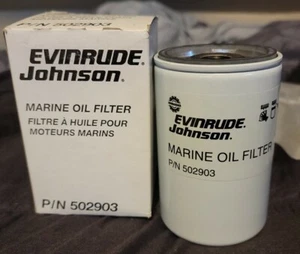 EVINRUDE.
Johnson.
MARINE OIL FILTER
FILTRE À HUILE POUR
MOTEURS MARINS
P/N 502903
EVINRUDE.
Johnson.
MARINE OIL FILTER
P/N 502903